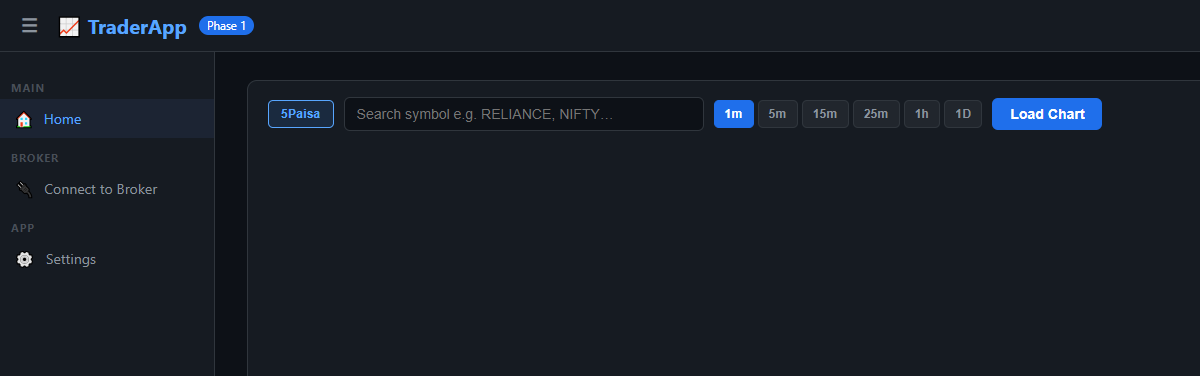 TraderApp Phase 1
MAIN
Home
BROKER
Connect to Broker
APP
Settings
5Paisa Search symbol e.g. RELIANCE, NIFTY… 1m 5m 15m 25m 1h 1D Load Chart